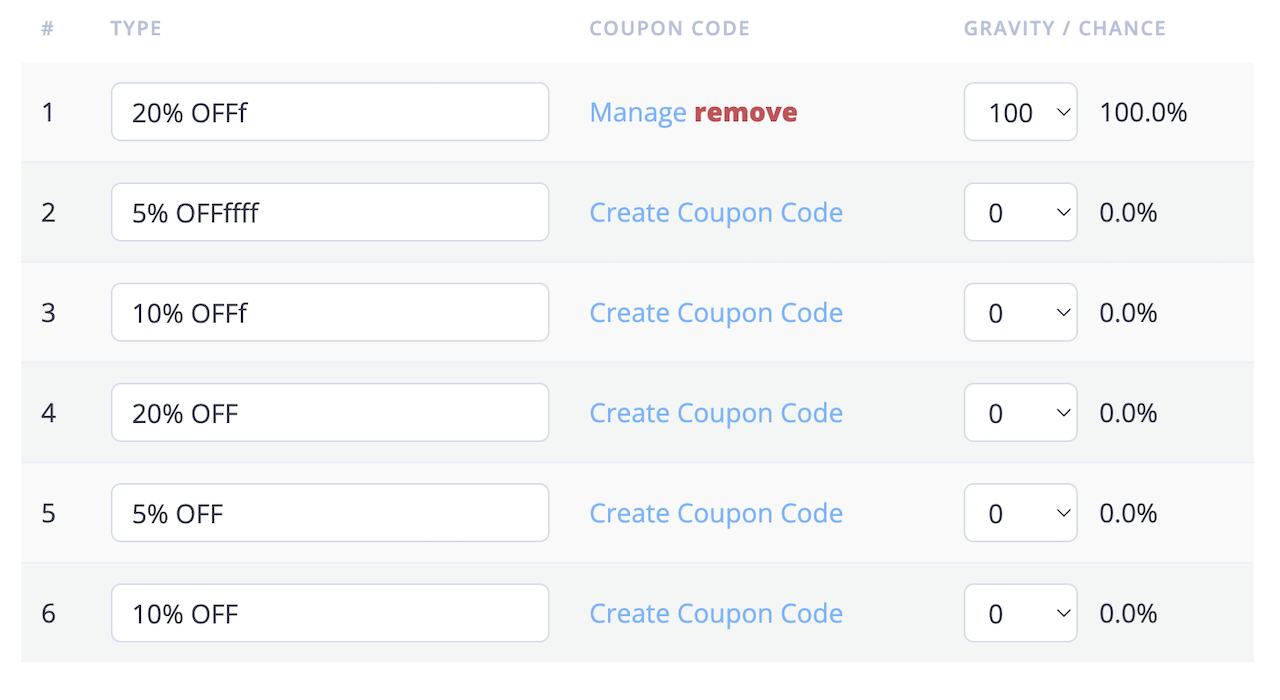 # TYPE COUPON CODE GRAVITY / CHANCE
1 20% OFFf Manage remove 100 100.0%
2 5% OFFffff Create Coupon Code 0 0.0%
3 10% OFFf Create Coupon Code 0 0.0%
4 20% OFF Create Coupon Code 0 0.0%
5 5% OFF Create Coupon Code 0 0.0%
6 10% OFF Create Coupon Code 0 0.0%